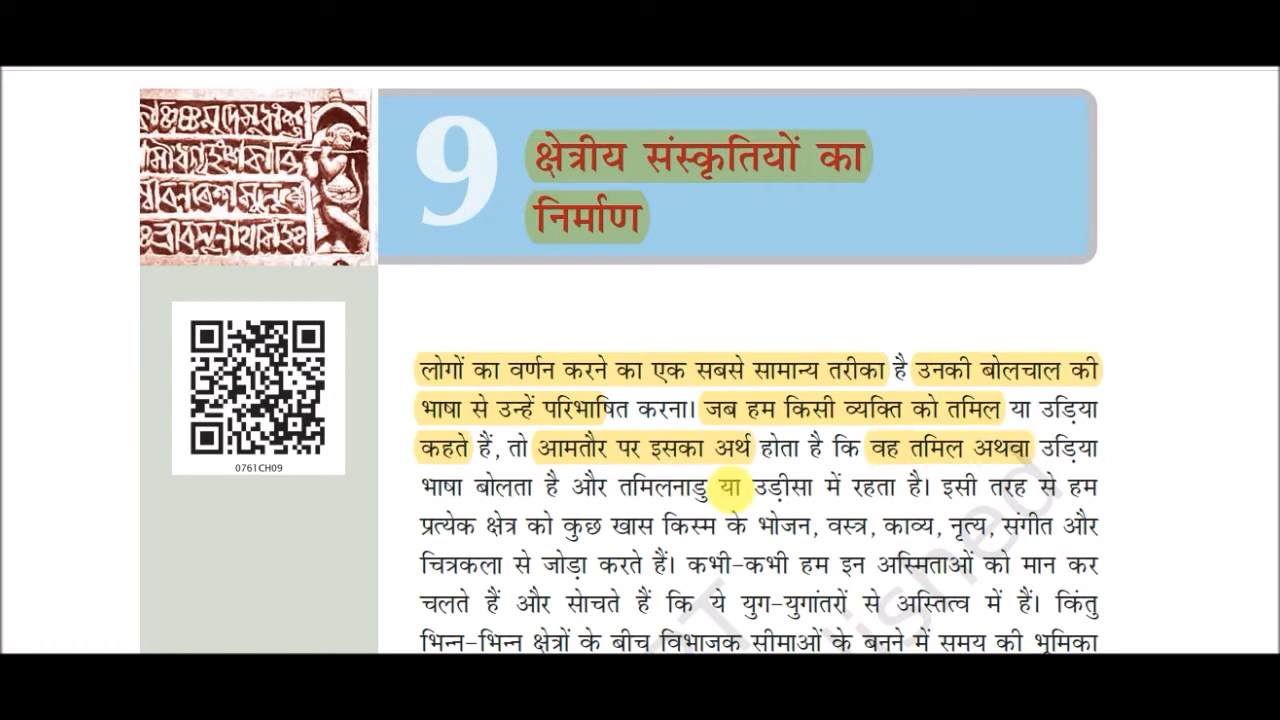 9
क्षेत्रीय संस्कृतियों का
निर्माण
0761CH09
लोगों का वर्णन करने का एक सबसे सामान्य तरीका है उनकी बोलचाल की
भाषा से उन्हें परिभाषित करना। जब हम किसी व्यक्ति को तमिल या उड़िया
कहते हैं, तो आमतौर पर इसका अर्थ होता है कि वह तमिल अथवा उड़िया
भाषा बोलता है और तमिलनाडु या उड़ीसा में रहता है। इसी तरह से हम
प्रत्येक क्षेत्र को कुछ खास किस्म के भोजन, वस्त्र, काव्य, नृत्य, संगीत और
चित्रकला से जोड़ा करते हैं। कभी-कभी हम इन अस्मिताओं को मान कर
चलते हैं और सोचते हैं कि ये युग-युगांतरों से अस्तित्व में हैं। किंतु
भिन्न-भिन्न क्षेत्रों के बीच विभाजक सीमाओं के बनने में समय की भूमिका